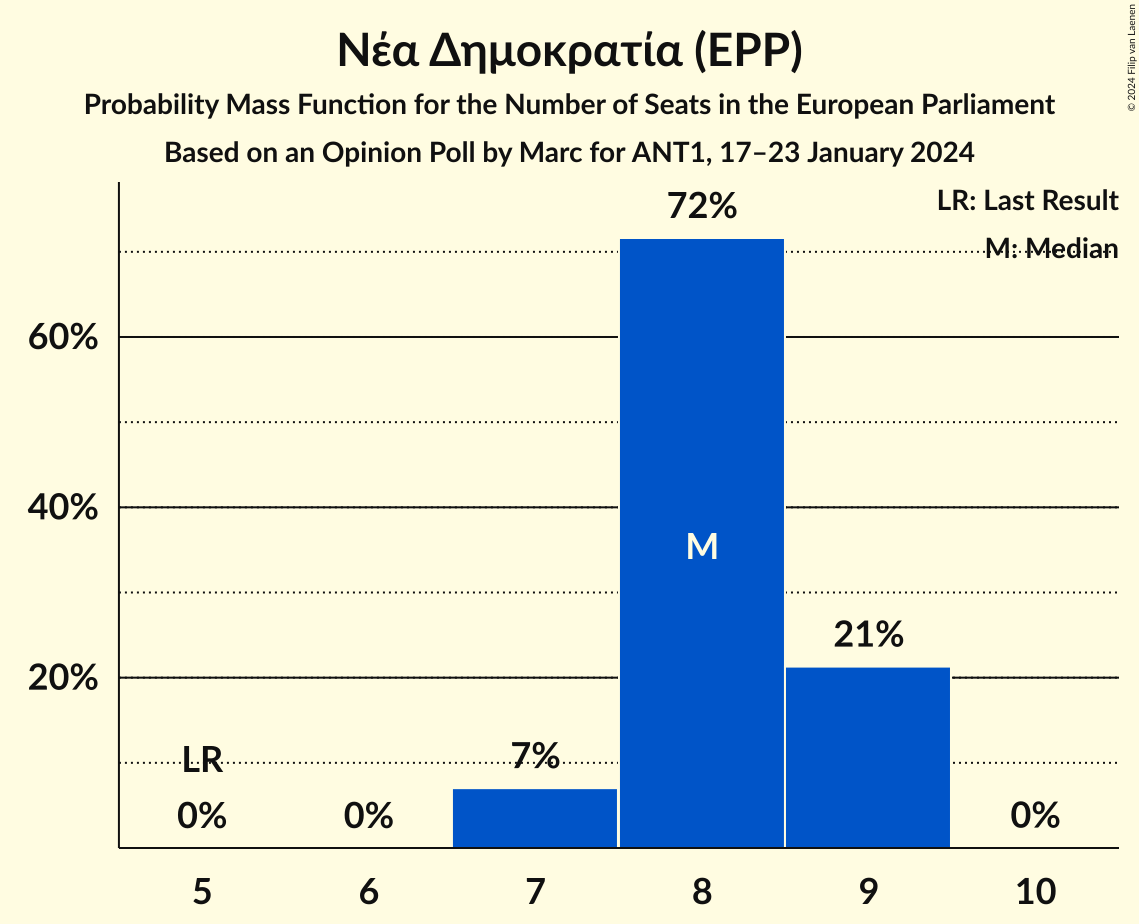 Νέα Δημοκρατία (EPP)
Probability Mass Function for the Number of Seats in the European Parliament
Based on an Opinion Poll by Marc for ANT1, 17–23 January 2024
© 2024 Filip van Laenen
LR: Last Result
M: Median
72%
60%
40%
M
21%
20%
LR
7%
0%
0%
0%
5
6
7
8
9
10